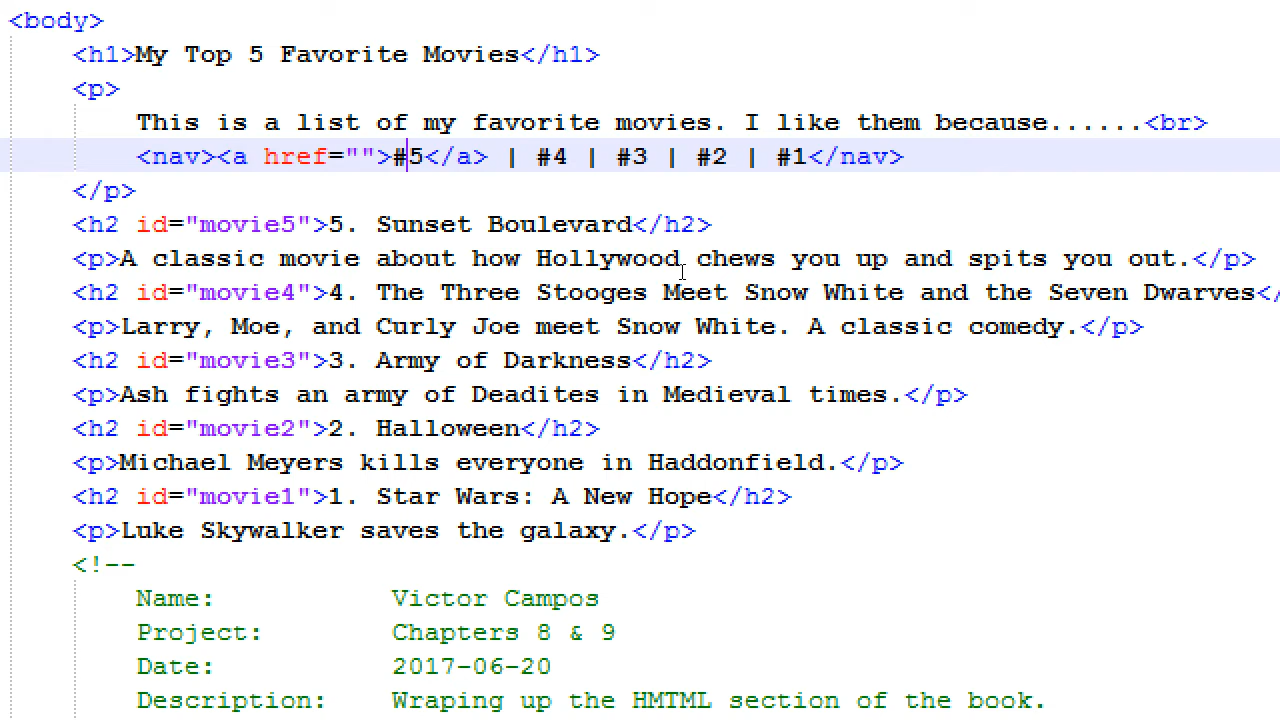 <body>
<h1>My Top 5 Favorite Movies</h1>
<p>
This is a list of my favorite movies. I like them because......<br>
<nav><a href="">#5</a> | #4 | #3 | #2 | #1</nav>
</p>
<h2 id="movie5">5. Sunset Boulevard</h2>
<p>A classic movie about how Hollywood chews you up and spits you out.</p>
<h2 id="movie4">4. The Three Stooges Meet Snow White and the Seven Dwarves</
<p>Larry, Moe, and Curly Joe meet Snow White. A classic comedy.</p>
<h2 id="movie3">3. Army of Darkness</h2>
<p>Ash fights an army of Deadites in Medieval times.</p>
<h2 id="movie2">2. Halloween</h2>
<p>Michael Meyers kills everyone in Haddonfield.</p>
<h2 id="movie1">1. Star Wars: A New Hope</h2>
<p>Luke Skywalker saves the galaxy.</p>
<!--
Name: Victor Campos
Project: Chapters 8 & 9
Date: 2017-06-20
Description: Wraping up the HMTML section of the book.